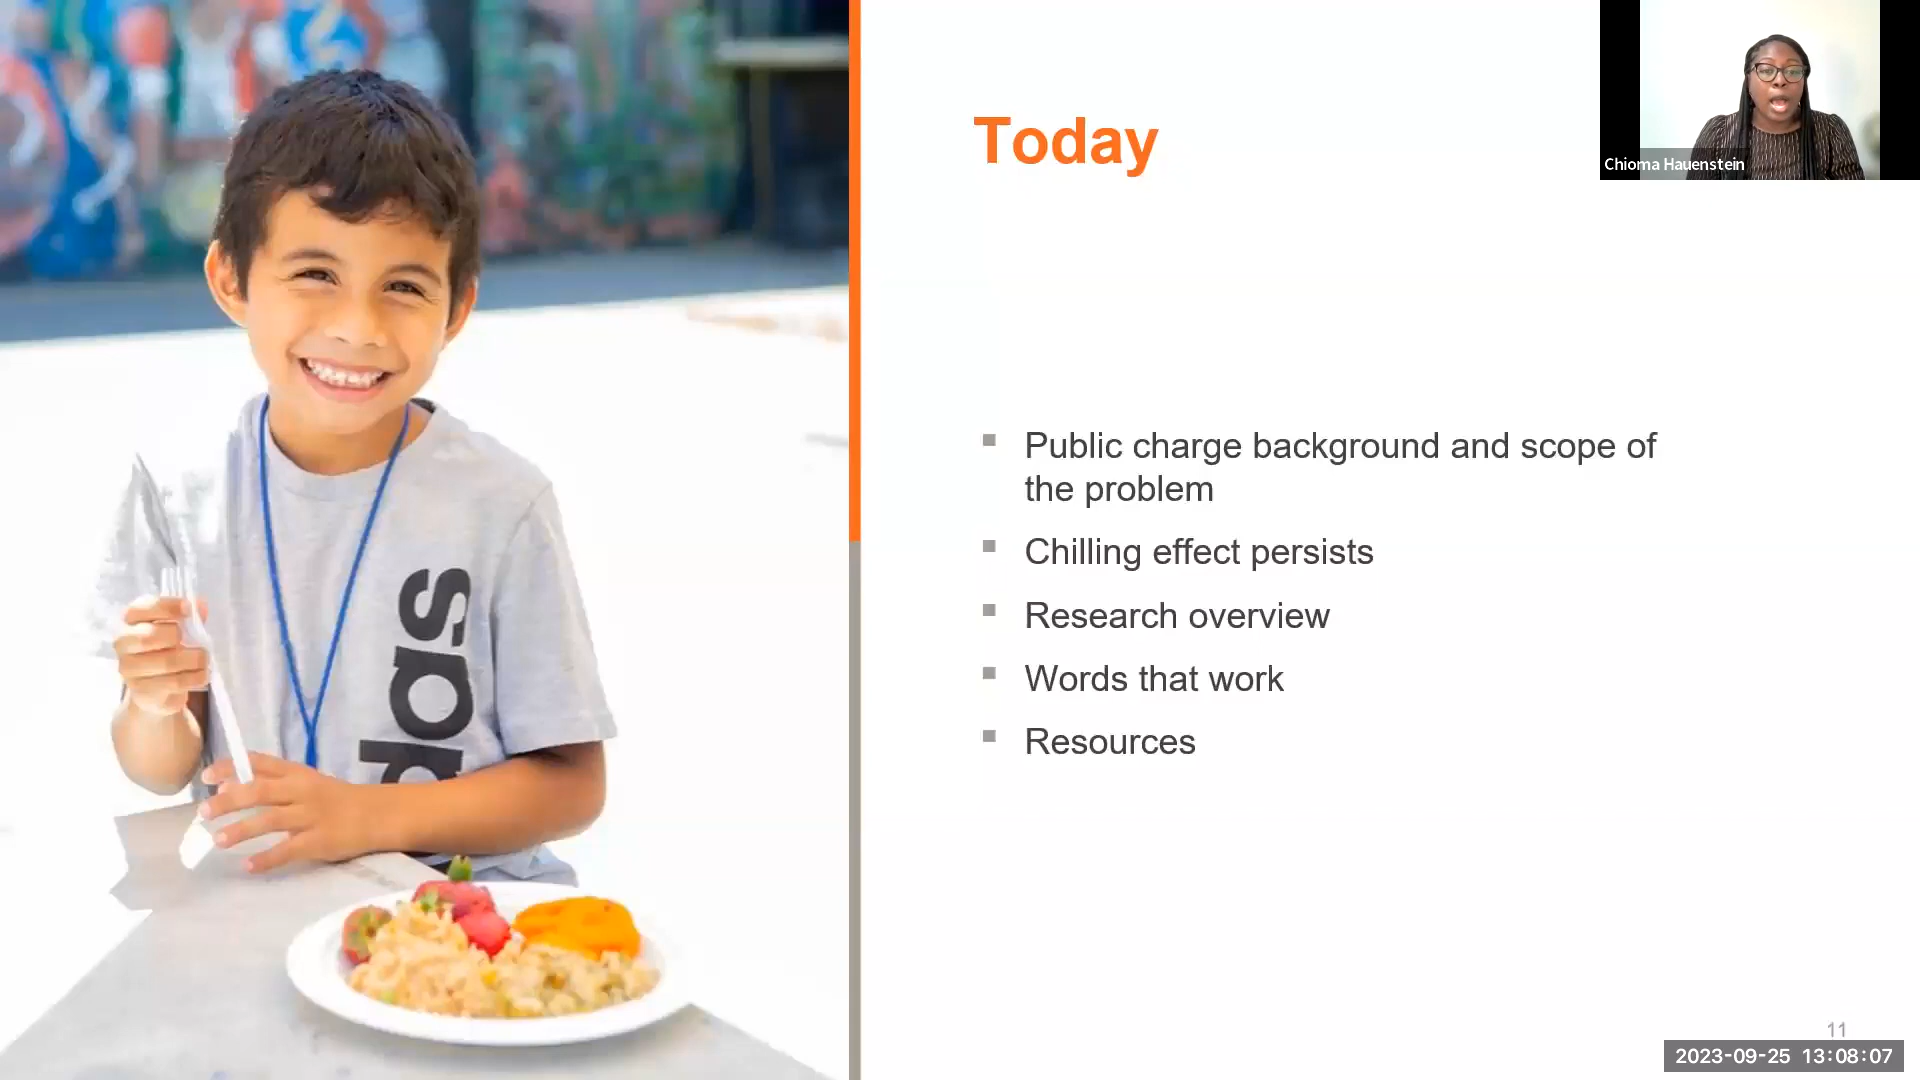 Today
Chioma Hauenstein
Public charge background and scope of
the problem
Chilling effect persists
Research overview
Words that work
Resources
das
11
2023-09-25 13:08:07